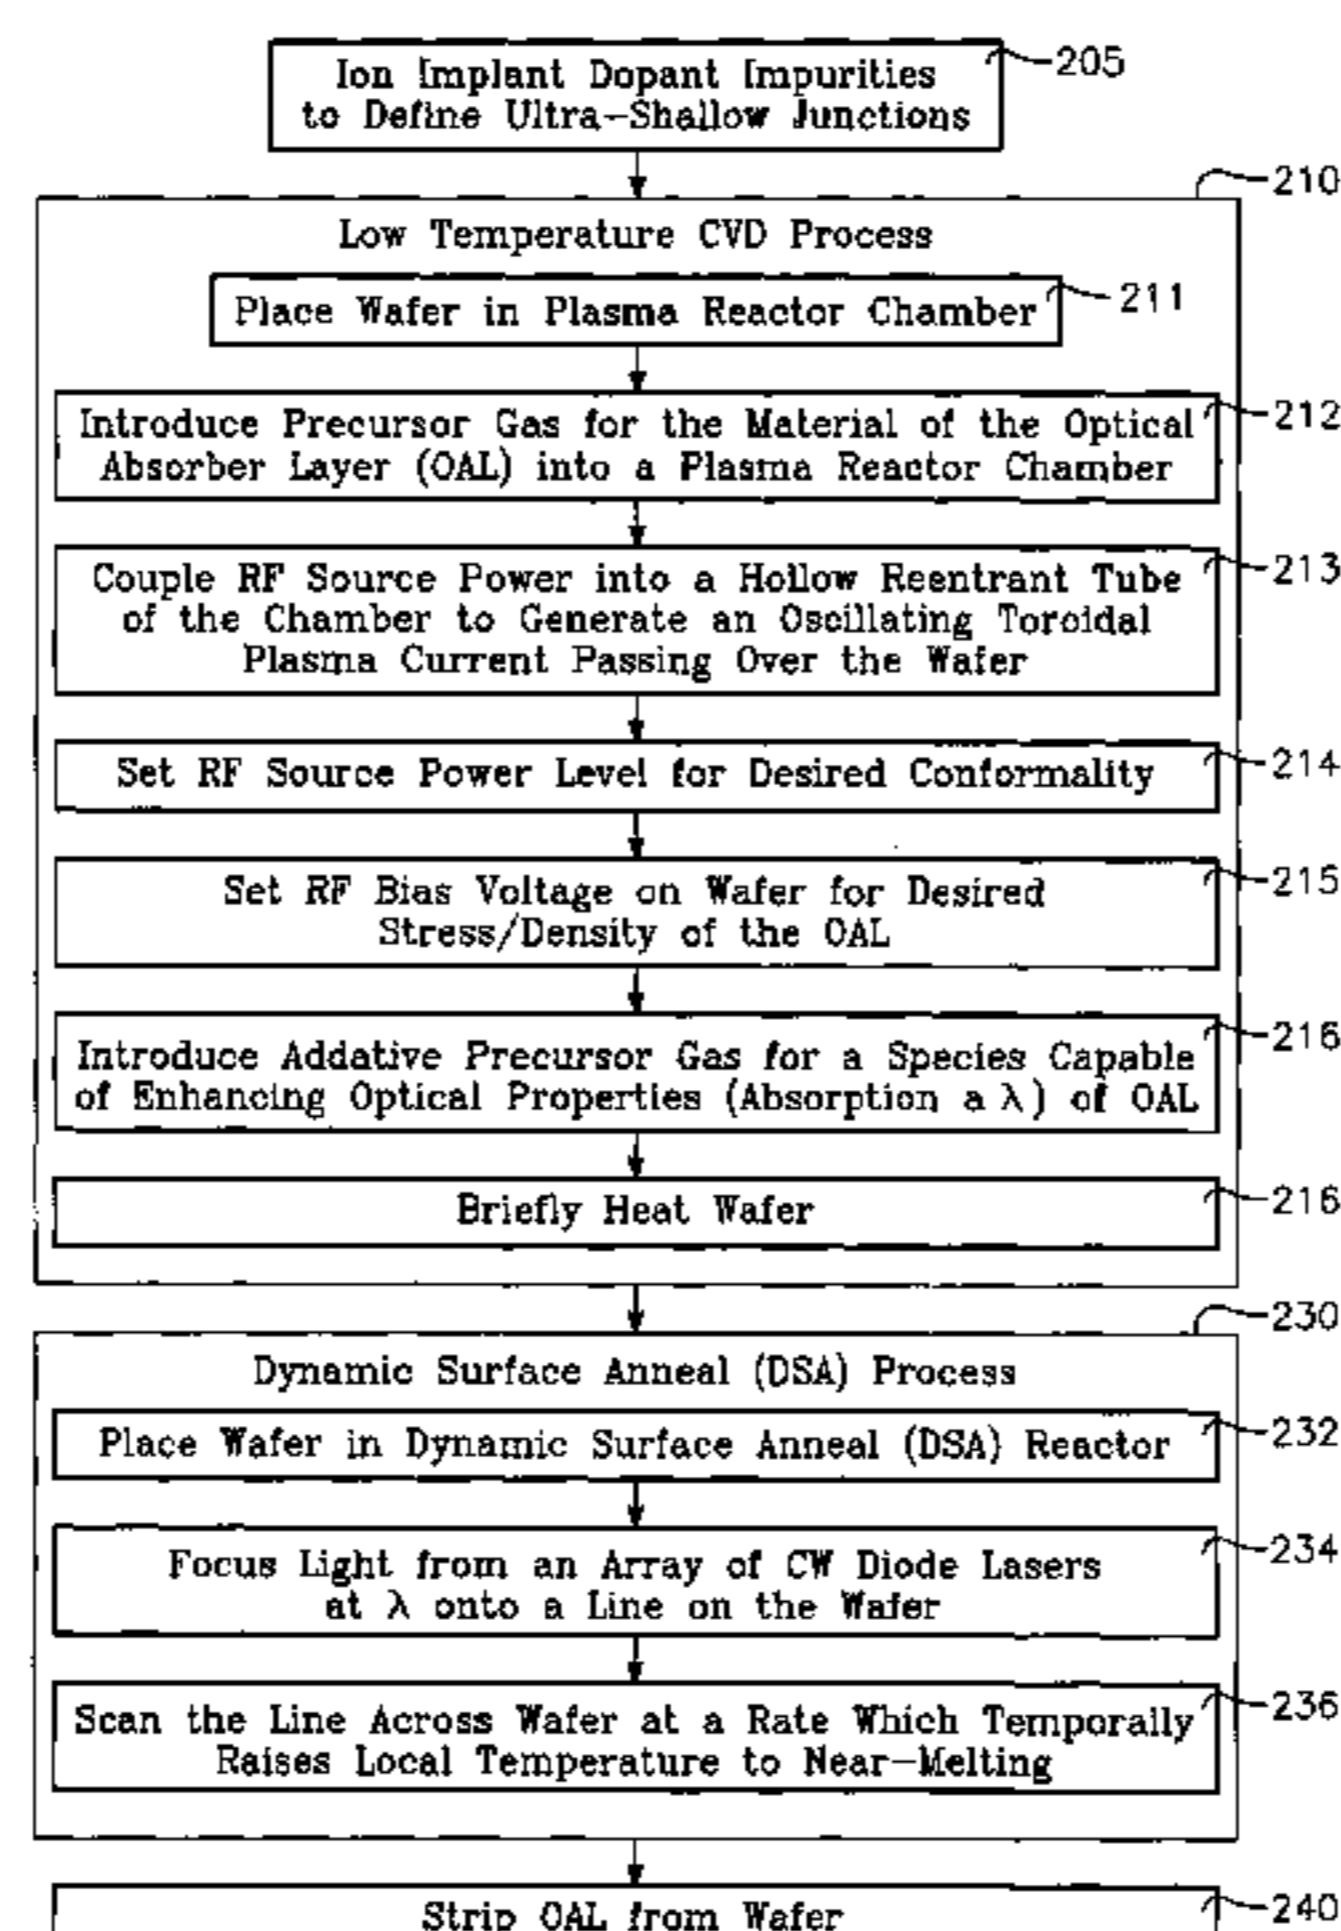 Ion Implant Dopant Impurities
to Define Ultra-Shallow Junctions
205
210
Low Temperature CVD Process
Place Wafer in Plasma Reactor Chamber
211
Introduce Precursor Gas for the Material of the Optical
Absorber Layer (OAL) into a Plasma Reactor Chamber
212
Couple RF Source Power into a Hollow Reentrant Tube
of the Chamber to Generate an Oscillating Toroidal
Plasma Current Passing Over the Wafer
213
Set RF Source Power Level for Desired Conformality
214
Set RF Bias Voltage on Wafer for Desired
Stress/Density of the OAL
215
Introduce Addative Precursor Gas for a Species Capable
of Enhancing Optical Properties (Absorption a λ) of OAL
216
Briefly Heat Wafer
216
230
Dynamic Surface Anneal (DSA) Process
Place Wafer in Dynamic Surface Anneal (DSA) Reactor
232
Focus Light from an Array of CW Diode Lasers
at λ onto a Line on the Wafer
234
Scan the Line Across Wafer at a Rate Which Temporally
Raises Local Temperature to Near-Melting
236
Strip OAL from Wafer
240